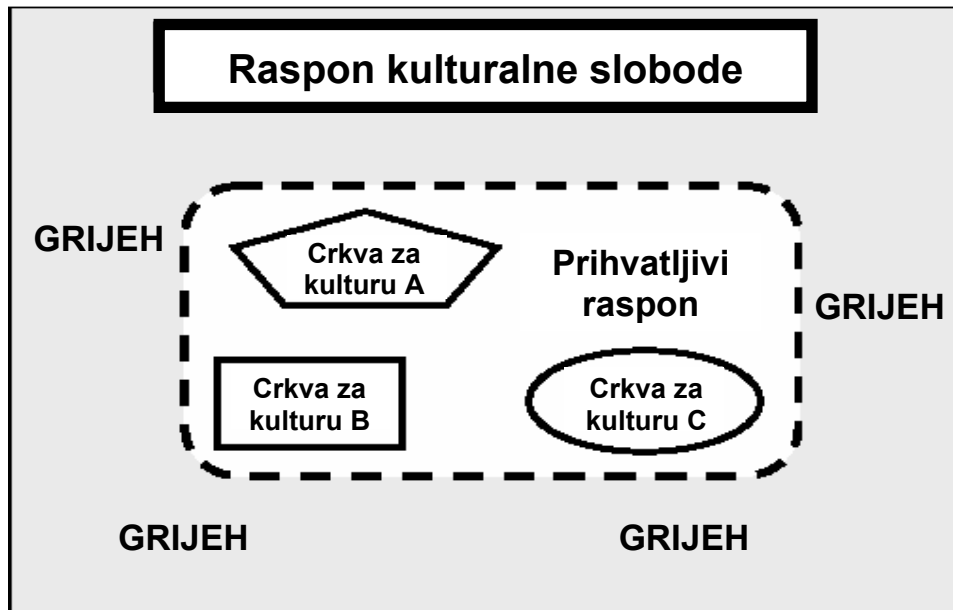 Raspon kulturalne slobode
GRIJEH
Crkva za
kulturu A
Prihvatljivi
raspon
GRIJEH
Crkva za
kulturu B
Crkva za
kulturu C
GRIJEH
GRIJEH